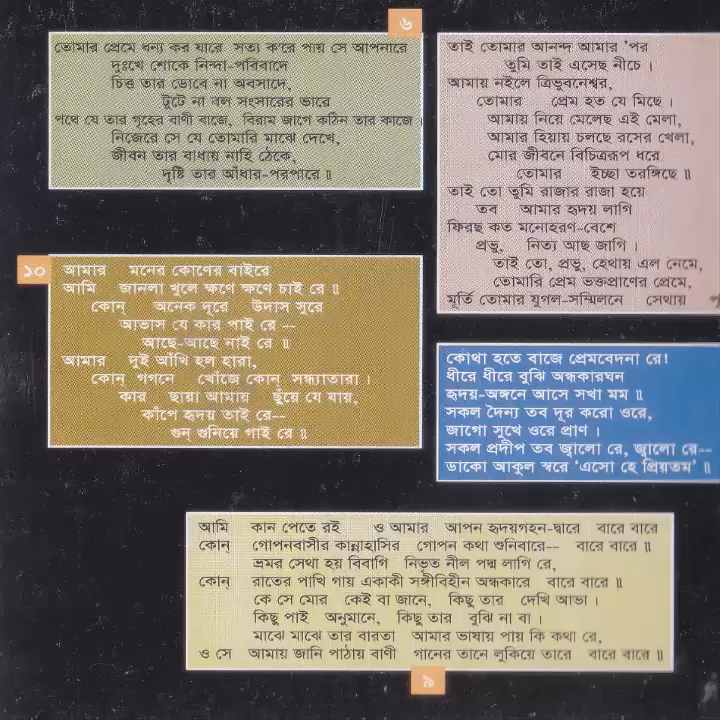 ৬
তোমার প্রেমে ধন্য কর যারে সত্য ক'রে পায় সে আপনারে
দুঃখে শোকে নিন্দা-পরিবাদে
চিত্ত তার ডোবে না অবসাদে,
টুটে না বল সংসারের ভারে
পথে যে তার গৃহের বাণী বাজে, বিরাম জাগে কঠিন তার কাজে।
নিজেরে সে যে তোমারি মাঝে দেখে,
জীবন তার বাধায় নাহি ঠেকে,
দৃষ্টি তার আঁধার-পরপারে॥
তাই তোমার আনন্দ আমার 'পর
তুমি তাই এসেছ নীচে।
আমায় নইলে ত্রিভুবনেশ্বর,
তোমার প্রেম হত যে মিছে।
আমায় নিয়ে মেলেছ এই মেলা,
আমার হিয়ায় চলছে রসের খেলা,
মোর জীবনে বিচিত্ররূপ ধরে
তোমার ইচ্ছা তরঙ্গিছে॥
তাই তো তুমি রাজার রাজা হয়ে
তব আমার হৃদয় লাগি
ফিরছ কত মনোহরণ-বেশে
প্রভু, নিত্য আছ জাগি।
তাই তো, প্রভু, হেথায় এল নেমে,
তোমারি প্রেম ভক্তপ্রাণের প্রেমে,
মূর্তি তোমার যুগল-সম্মিলনে সেথায়
১০
আমার মনের কোণের বাইরে
আমি জানলা খুলে ক্ষণে ক্ষণে চাই রে॥
কোন্ অনেক দূরে উদাস সুরে
আভাস যে কার পাই রে --
আছে-আছে নাই রে॥
আমার দুই আঁখি হল হারা,
কোন্ গগনে খোঁজে কোন্ সন্ধ্যাতারা।
কার ছায়া আমায় ছুঁয়ে যে যায়,
কাঁপে হৃদয় তাই রে--
গুন্ গুনিয়ে গাই রে॥
কোথা হতে বাজে প্রেমবেদনা রে!
ধীরে ধীরে বুঝি অন্ধকারঘন
হৃদয়-অঙ্গনে আসে সখা মম॥
সকল দৈন্য তব দূর করো ওরে,
জাগো সুখে ওরে প্রাণ।
সকল প্রদীপ তব জ্বালো রে, জ্বালো রে--
ডাকো আকুল স্বরে 'এসো হে প্রিয়তম'॥
আমি কান পেতে রই ও আমার আপন হৃদয়গহন-দ্বারে বারে বারে
কোন্ গোপনবাসীর কান্নাহাসির গোপন কথা শুনিবারে-- বারে বারে॥
ভ্রমর সেথা হয় বিবাগি নিভৃত নীল পদ্ম লাগি রে,
কোন্ রাতের পাখি গায় একাকী সঙ্গীবিহীন অন্ধকারে বারে বারে॥
কে সে মোর কেই বা জানে, কিছু তার দেখি আভা।
কিছু পাই অনুমানে, কিছু তার বুঝি না বা।
মাঝে মাঝে তার বারতা আমার ভাষায় পায় কি কথা রে,
ও সে আমায় জানি পাঠায় বাণী গানের তানে লুকিয়ে তারে বারে বারে॥
৯